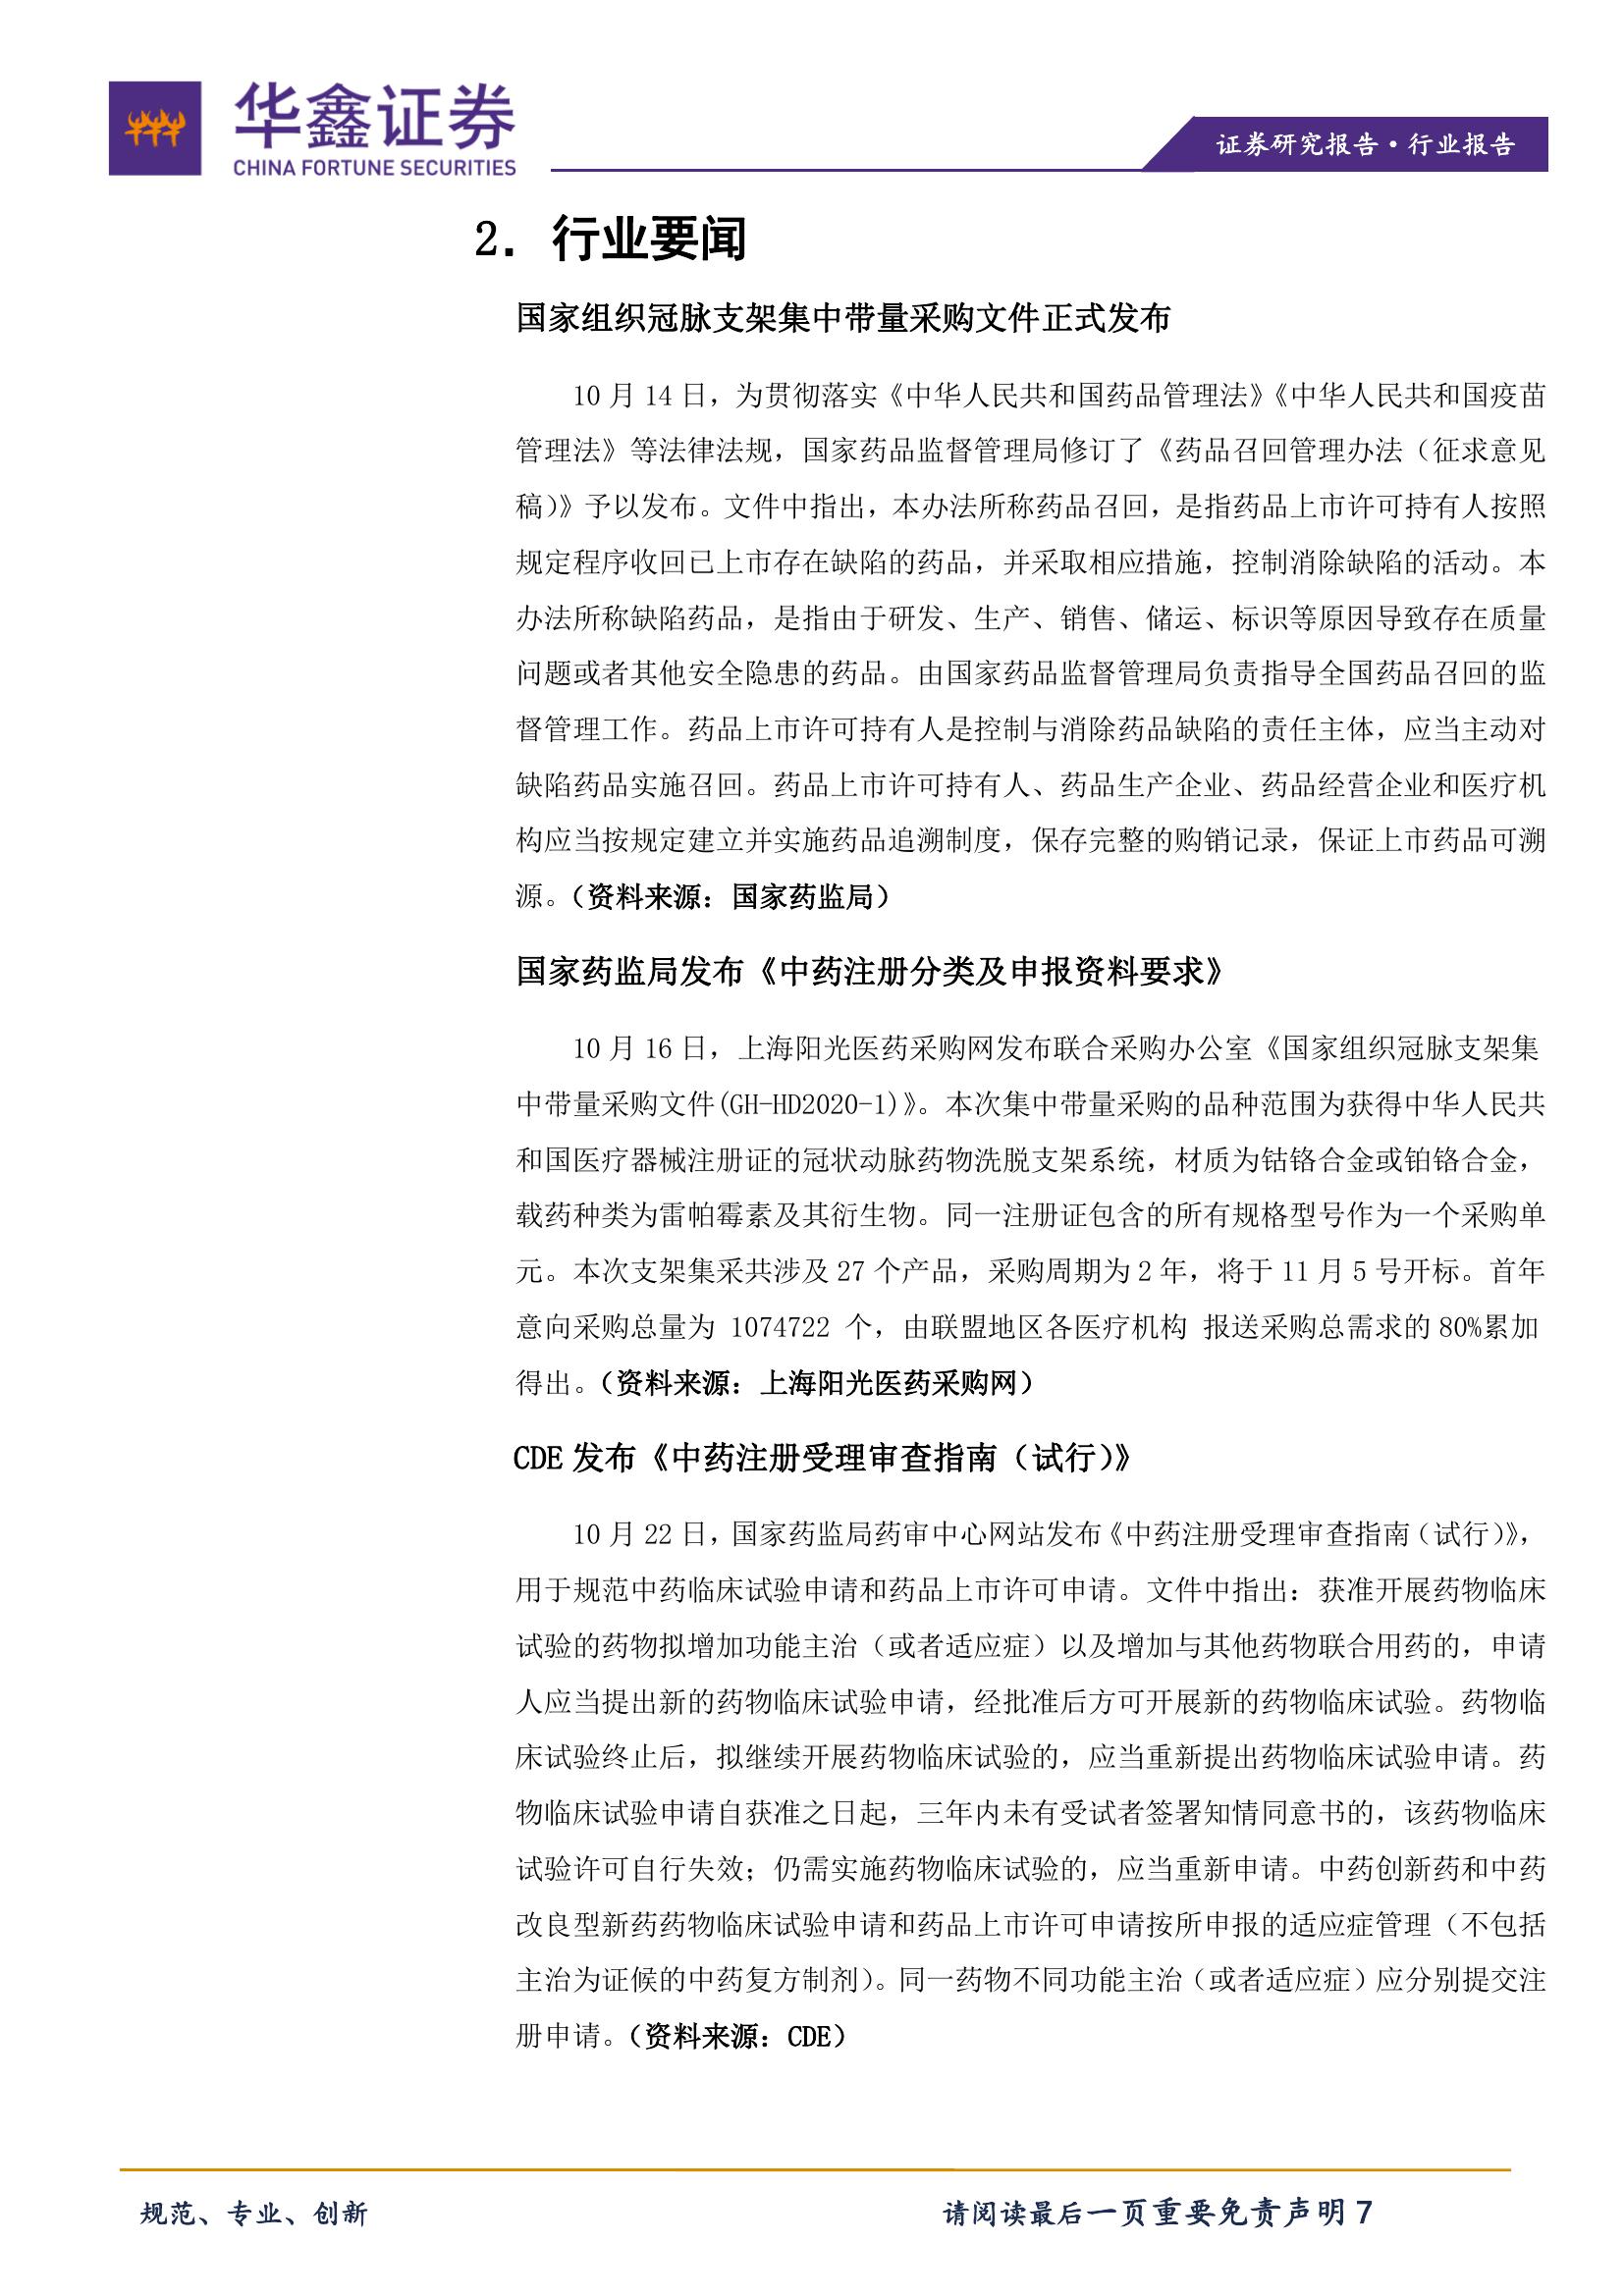 华鑫证券
CHINA FORTUNE SECURITIES
证券研究报告·行业报告
2. 行业要闻
国家组织冠脉支架集中带量采购文件正式发布
10 月 14 日，为贯彻落实《中华人民共和国药品管理法》《中华人民共和国疫苗
管理法》等法律法规，国家药品监督管理局修订了《药品召回管理办法（征求意见
稿）》予以发布。文件中指出，本办法所称药品召回，是指药品上市许可持有人按照
规定程序收回已上市存在缺陷的药品，并采取相应措施，控制消除缺陷的活动。本
办法所称缺陷药品，是指由于研发、生产、销售、储运、标识等原因导致存在质量
问题或者其他安全隐患的药品。由国家药品监督管理局负责指导全国药品召回的监
督管理工作。药品上市许可持有人是控制与消除药品缺陷的责任主体，应当主动对
缺陷药品实施召回。药品上市许可持有人、药品生产企业、药品经营企业和医疗机
构应当按规定建立并实施药品追溯制度，保存完整的购销记录，保证上市药品可溯
源。（资料来源：国家药监局）
国家药监局发布《中药注册分类及申报资料要求》
10 月 16 日，上海阳光医药采购网发布联合采购办公室《国家组织冠脉支架集
中带量采购文件(GH-HD2020-1)》。本次集中带量采购的品种范围为获得中华人民共
和国医疗器械注册证的冠状动脉药物洗脱支架系统，材质为钴铬合金或铂铬合金，
载药种类为雷帕霉素及其衍生物。同一注册证包含的所有规格型号作为一个采购单
元。本次支架集采共涉及 27 个产品，采购周期为 2 年，将于 11 月 5 号开标。首年
意向采购总量为 1074722 个，由联盟地区各医疗机构 报送采购总需求的 80%累加
得出。（资料来源：上海阳光医药采购网）
CDE 发布《中药注册受理审查指南（试行）》
10 月 22 日，国家药监局药审中心网站发布《中药注册受理审查指南（试行）》，
用于规范中药临床试验申请和药品上市许可申请。文件中指出：获准开展药物临床
试验的药物拟增加功能主治（或者适应症）以及增加与其他药物联合用药的，申请
人应当提出新的药物临床试验申请，经批准后方可开展新的药物临床试验。药物临
床试验终止后，拟继续开展药物临床试验的，应当重新提出药物临床试验申请。药
物临床试验申请自获准之日起，三年内未有受试者签署知情同意书的，该药物临床
试验许可自行失效；仍需实施药物临床试验的，应当重新申请。中药创新药和中药
改良型新药药物临床试验申请和药品上市许可申请按所申报的适应症管理（不包括
主治为证候的中药复方制剂）。同一药物不同功能主治（或者适应症）应分别提交注
册申请。（资料来源：CDE）
规范、专业、创新
请阅读最后一页重要免责声明 7